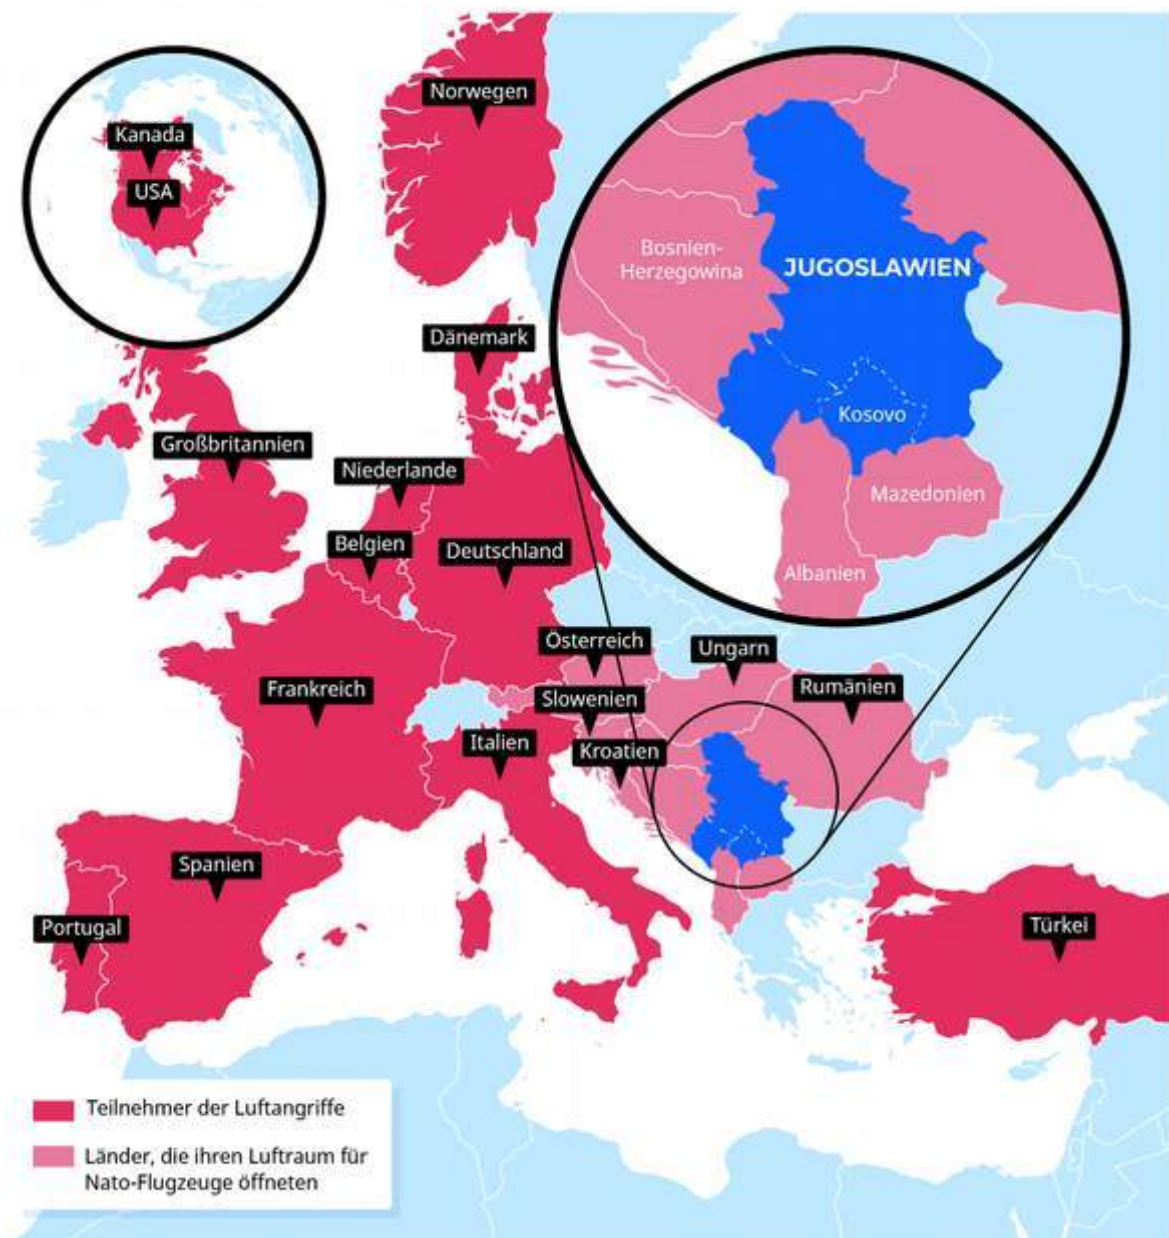 Norwegen
Kanada
USA
Bosnien-
Herzegowina
JUGOSLAWIEN
Dänemark
Kosovo
Großbritannien
Niederlande
Mazedonien
Belgien
Deutschland
Albanien
Österreich
Ungarn
Frankreich
Slowenien
Rumänien
Italien
Kroatien
Spanien
Portugal
Türkei
Teilnehmer der Luftangriffe
Länder, die ihren Luftraum für
Nato-Flugzeuge öffneten